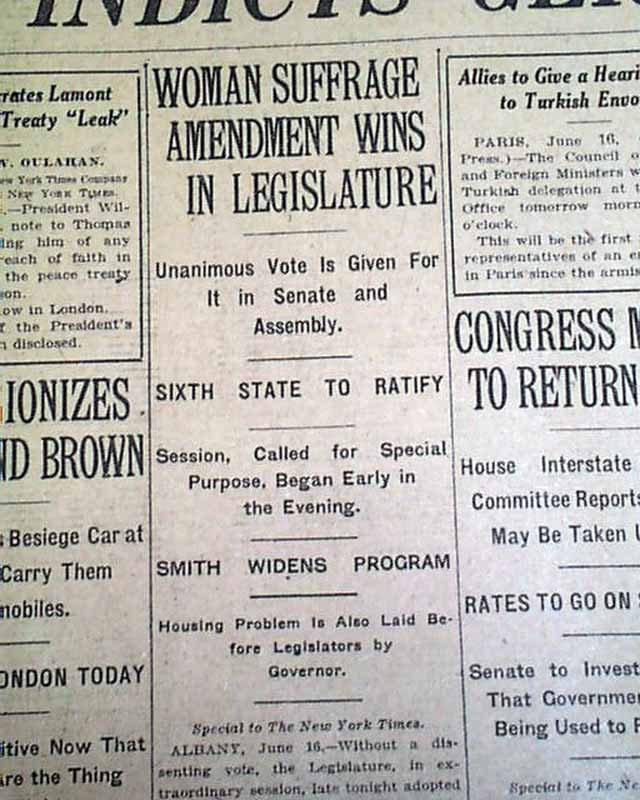 INDICTS
WOMAN SUFFRAGE
AMENDMENT WINS
IN LEGISLATURE
Unanimous Vote Is Given For
It in Senate and
Assembly.
SIXTH STATE TO RATIFY
Session, Called for Special
Purpose, Began Early in
the Evening.
SMITH WIDENS PROGRAM
Housing Problem Is Also Laid Be-
fore Legislators by
Governor.
Special to The New York Times.
ALBANY, June 16.—Without a dis-
senting vote, the Legislature, in ex-
traordinary session, late tonight adopted
rates Lamont
Treaty "Leak"
V. OULAHAN.
New York Times Company
NEW YORK TIMES.
.—President Wil-
note to Thomas
ing him of any
reach of faith in
the peace treaty
son.
ow in London.
f the President's
n disclosed.
IONIZES
ND BROWN
s Besiege Car at
Carry Them
mobiles.
ONDON TODAY
itive Now That
are the Thing
Allies to Give a Heari
to Turkish Envo
PARIS, June 16,
Press.)—The Council o
and Foreign Ministers w
Turkish delegation at
Office tomorrow morn
o'clock.
This will be the first
representatives of an e
in Paris since the armis
CONGRESS M
TO RETURN
House Interstate
Committee Reports
May Be Taken U
RATES TO GO ON
Senate to Invest
That Governme
Being Used to
Special to The Ne